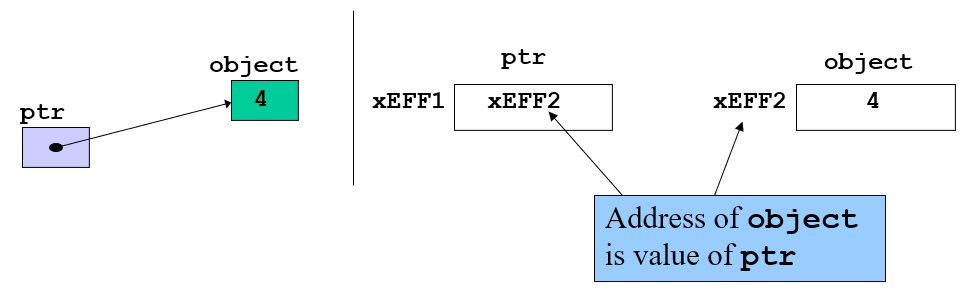 object
4
ptr
ptr
object
xEFF1
xEFF2
xEFF2
4
Address of object
is value of ptr